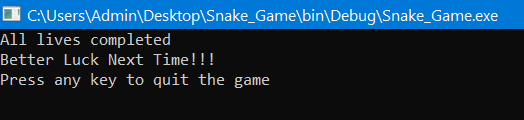 C:\Users\Admin\Desktop\Snake_Game\bin\Debug\Snake_Game.exe
All lives completed
Better Luck Next Time!!!
Press any key to quit the game